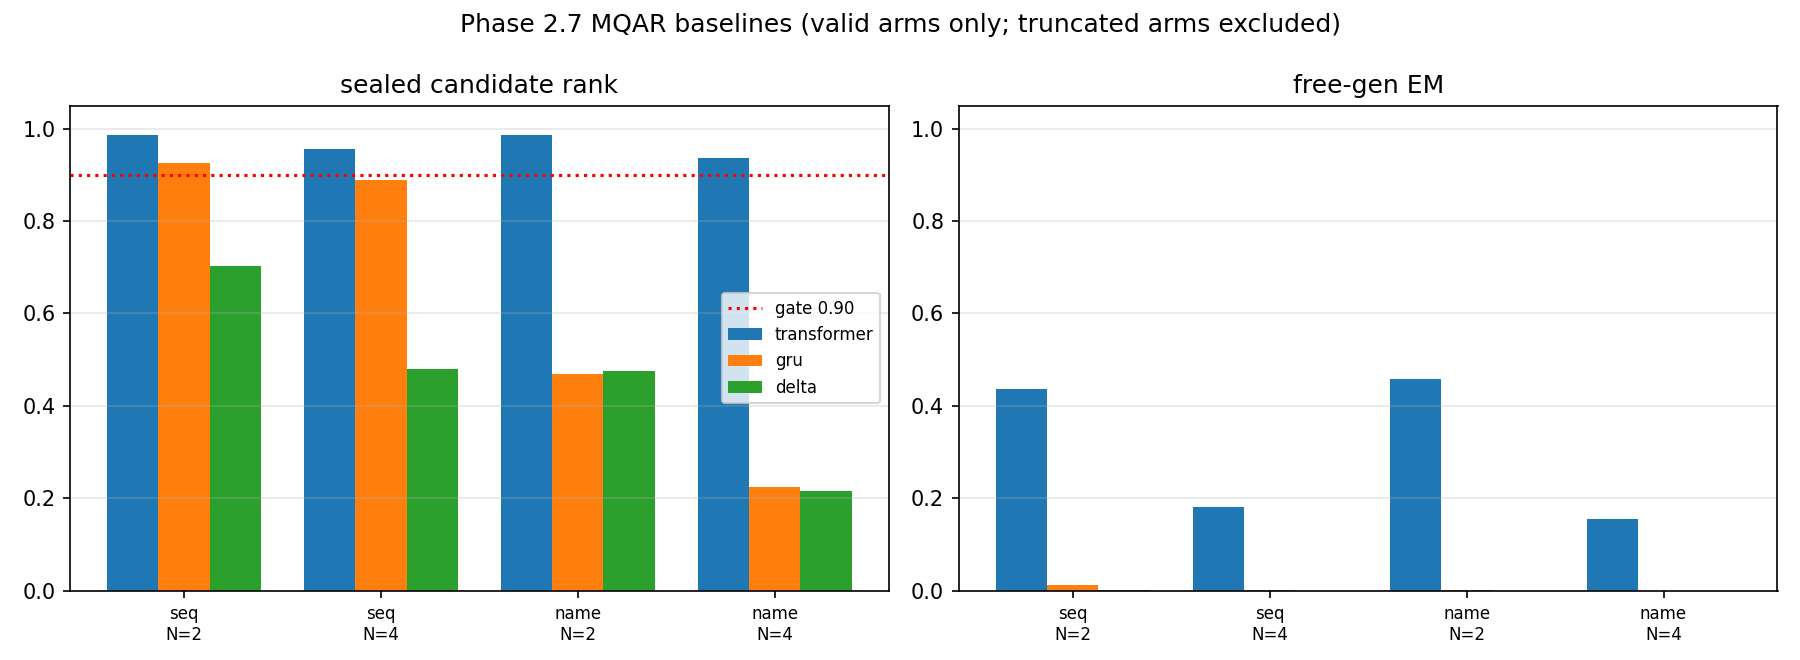 Phase 2.7 MQAR baselines (valid arms only; truncated arms excluded)
sealed candidate rank
1.0
0.8
0.6
0.4
0.2
0.0
gate 0.90
transformer
gru
delta
seq
N=2
seq
N=4
name
N=2
name
N=4
free-gen EM
1.0
0.8
0.6
0.4
0.2
0.0
seq
N=2
seq
N=4
name
N=2
name
N=4